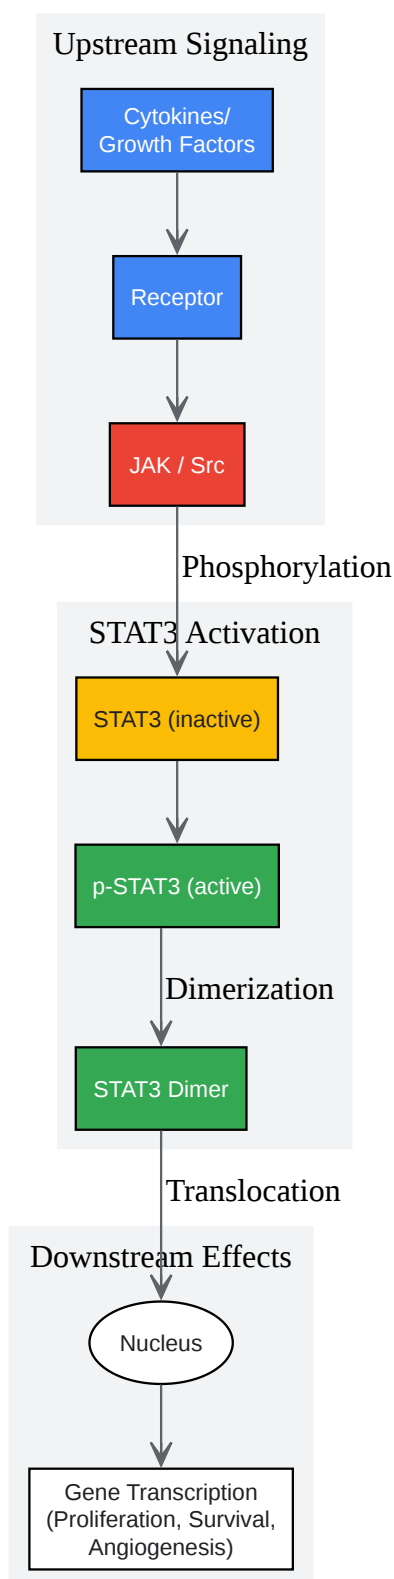 Upstream Signaling
Cytokines/
Growth Factors
Receptor
JAK / Src
Phosphorylation
STAT3 Activation
STAT3 (inactive)
p-STAT3 (active)
Dimerization
STAT3 Dimer
Translocation
Downstream Effects
Nucleus
Gene Transcription
(Proliferation, Survival,
Angiogenesis)